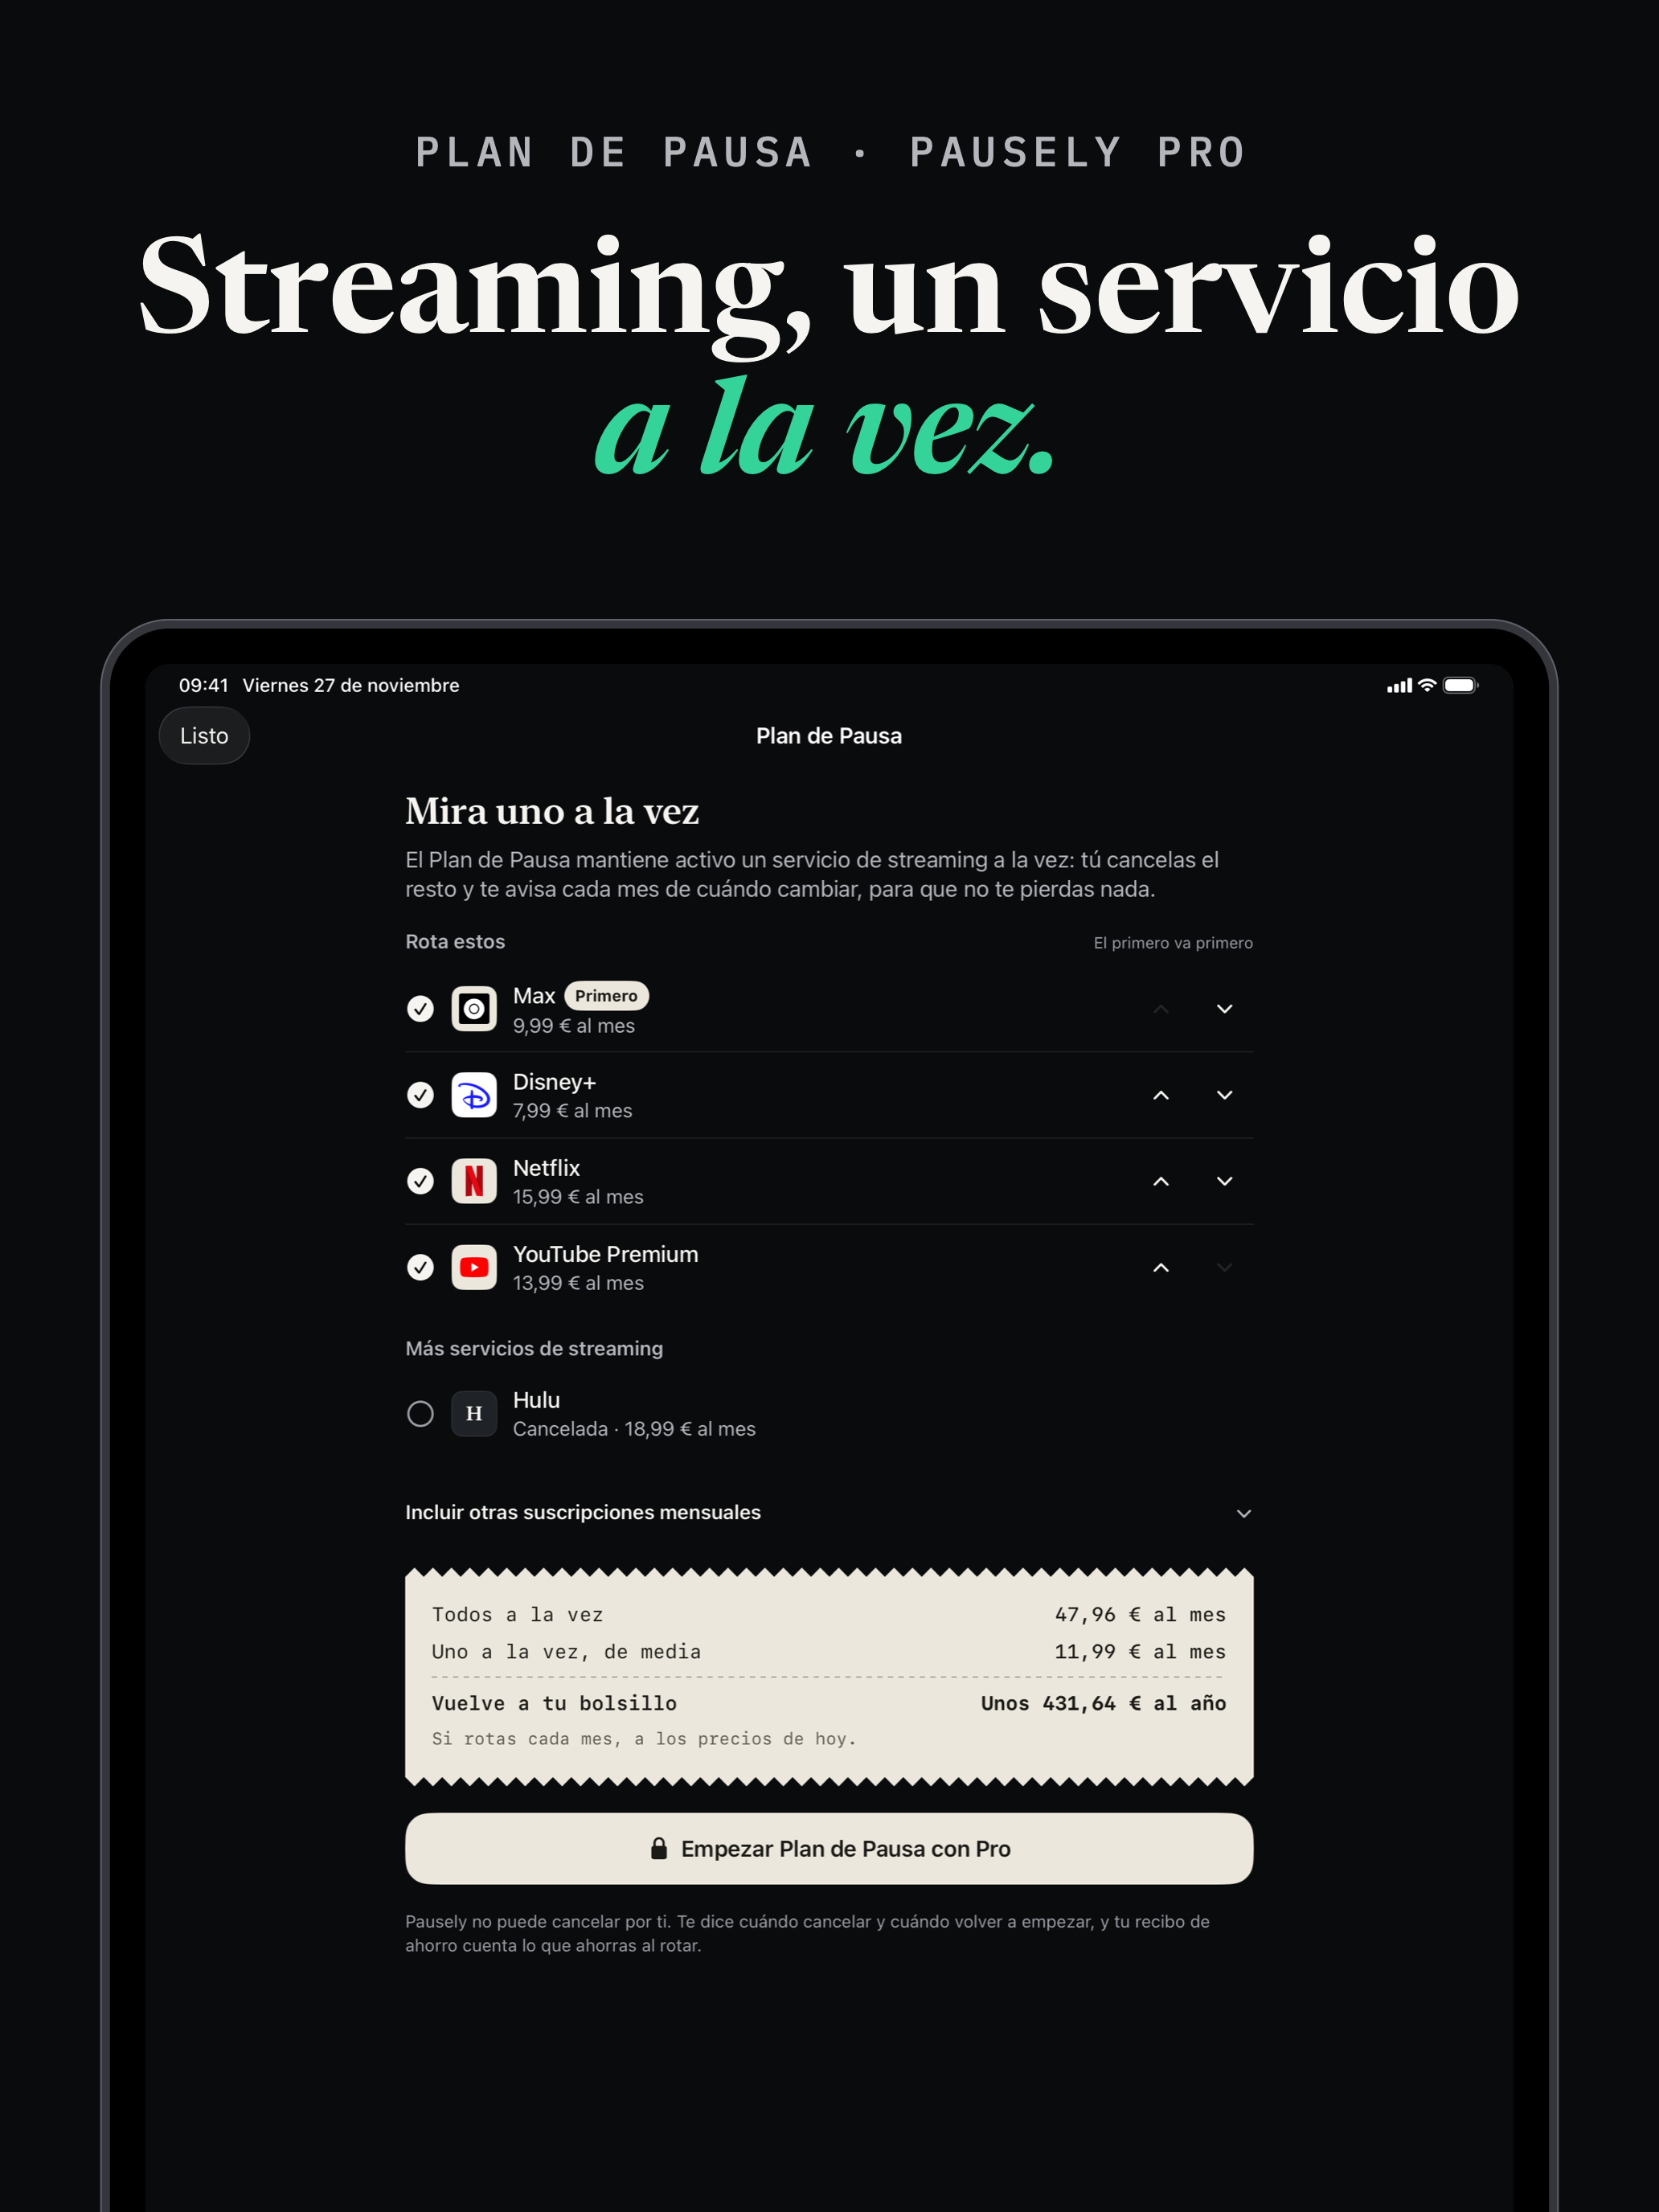 PLAN DE PAUSA · PAUSELY PRO
Streaming, un servicio
a la vez.
09:41 Viernes 27 de noviembre
Listo
Plan de Pausa
Mira uno a la vez
El Plan de Pausa mantiene activo un servicio de streaming a la vez: tú cancelas el
resto y te avisa cada mes de cuándo cambiar, para que no te pierdas nada.
Rota estos
El primero va primero
Max Primero
9,99 € al mes
Disney+
7,99 € al mes
Netflix
15,99 € al mes
YouTube Premium
13,99 € al mes
Más servicios de streaming
H
Hulu
Cancelada · 18,99 € al mes
Incluir otras suscripciones mensuales
Todos a la vez 47,96 € al mes
Uno a la vez, de media 11,99 € al mes
Vuelve a tu bolsillo Unos 431,64 € al año
Si rotas cada mes, a los precios de hoy.
Empezar Plan de Pausa con Pro
Pausely no puede cancelar por ti. Te dice cuándo cancelar y cuándo volver a empezar, y tu recibo de
ahorro cuenta lo que ahorras al rotar.